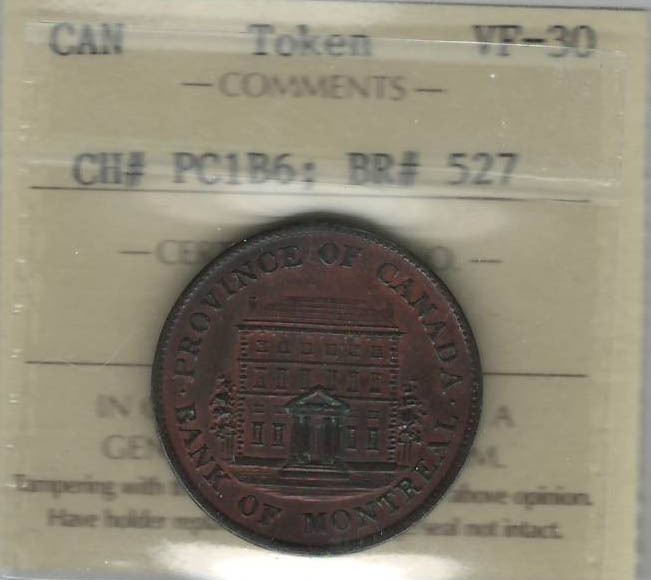 CAN Token VF-30
— COMMENTS —
CH# PC1B6; BR# 527
PROVINCE OF CANADA
BANK OF MONTREAL
Tampering with above opinion.
Have holder seal not intact.